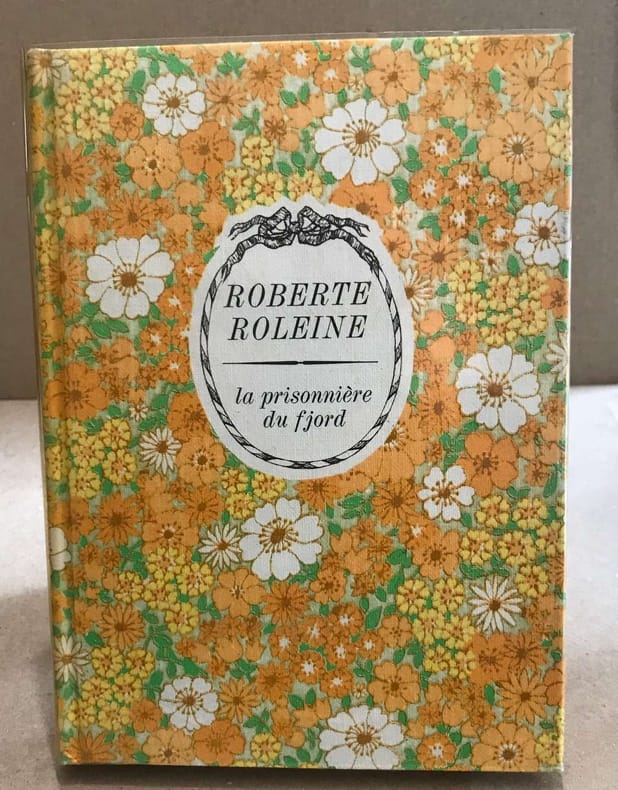 ROBERTE
ROLEINE
la prisonnière
du fjord